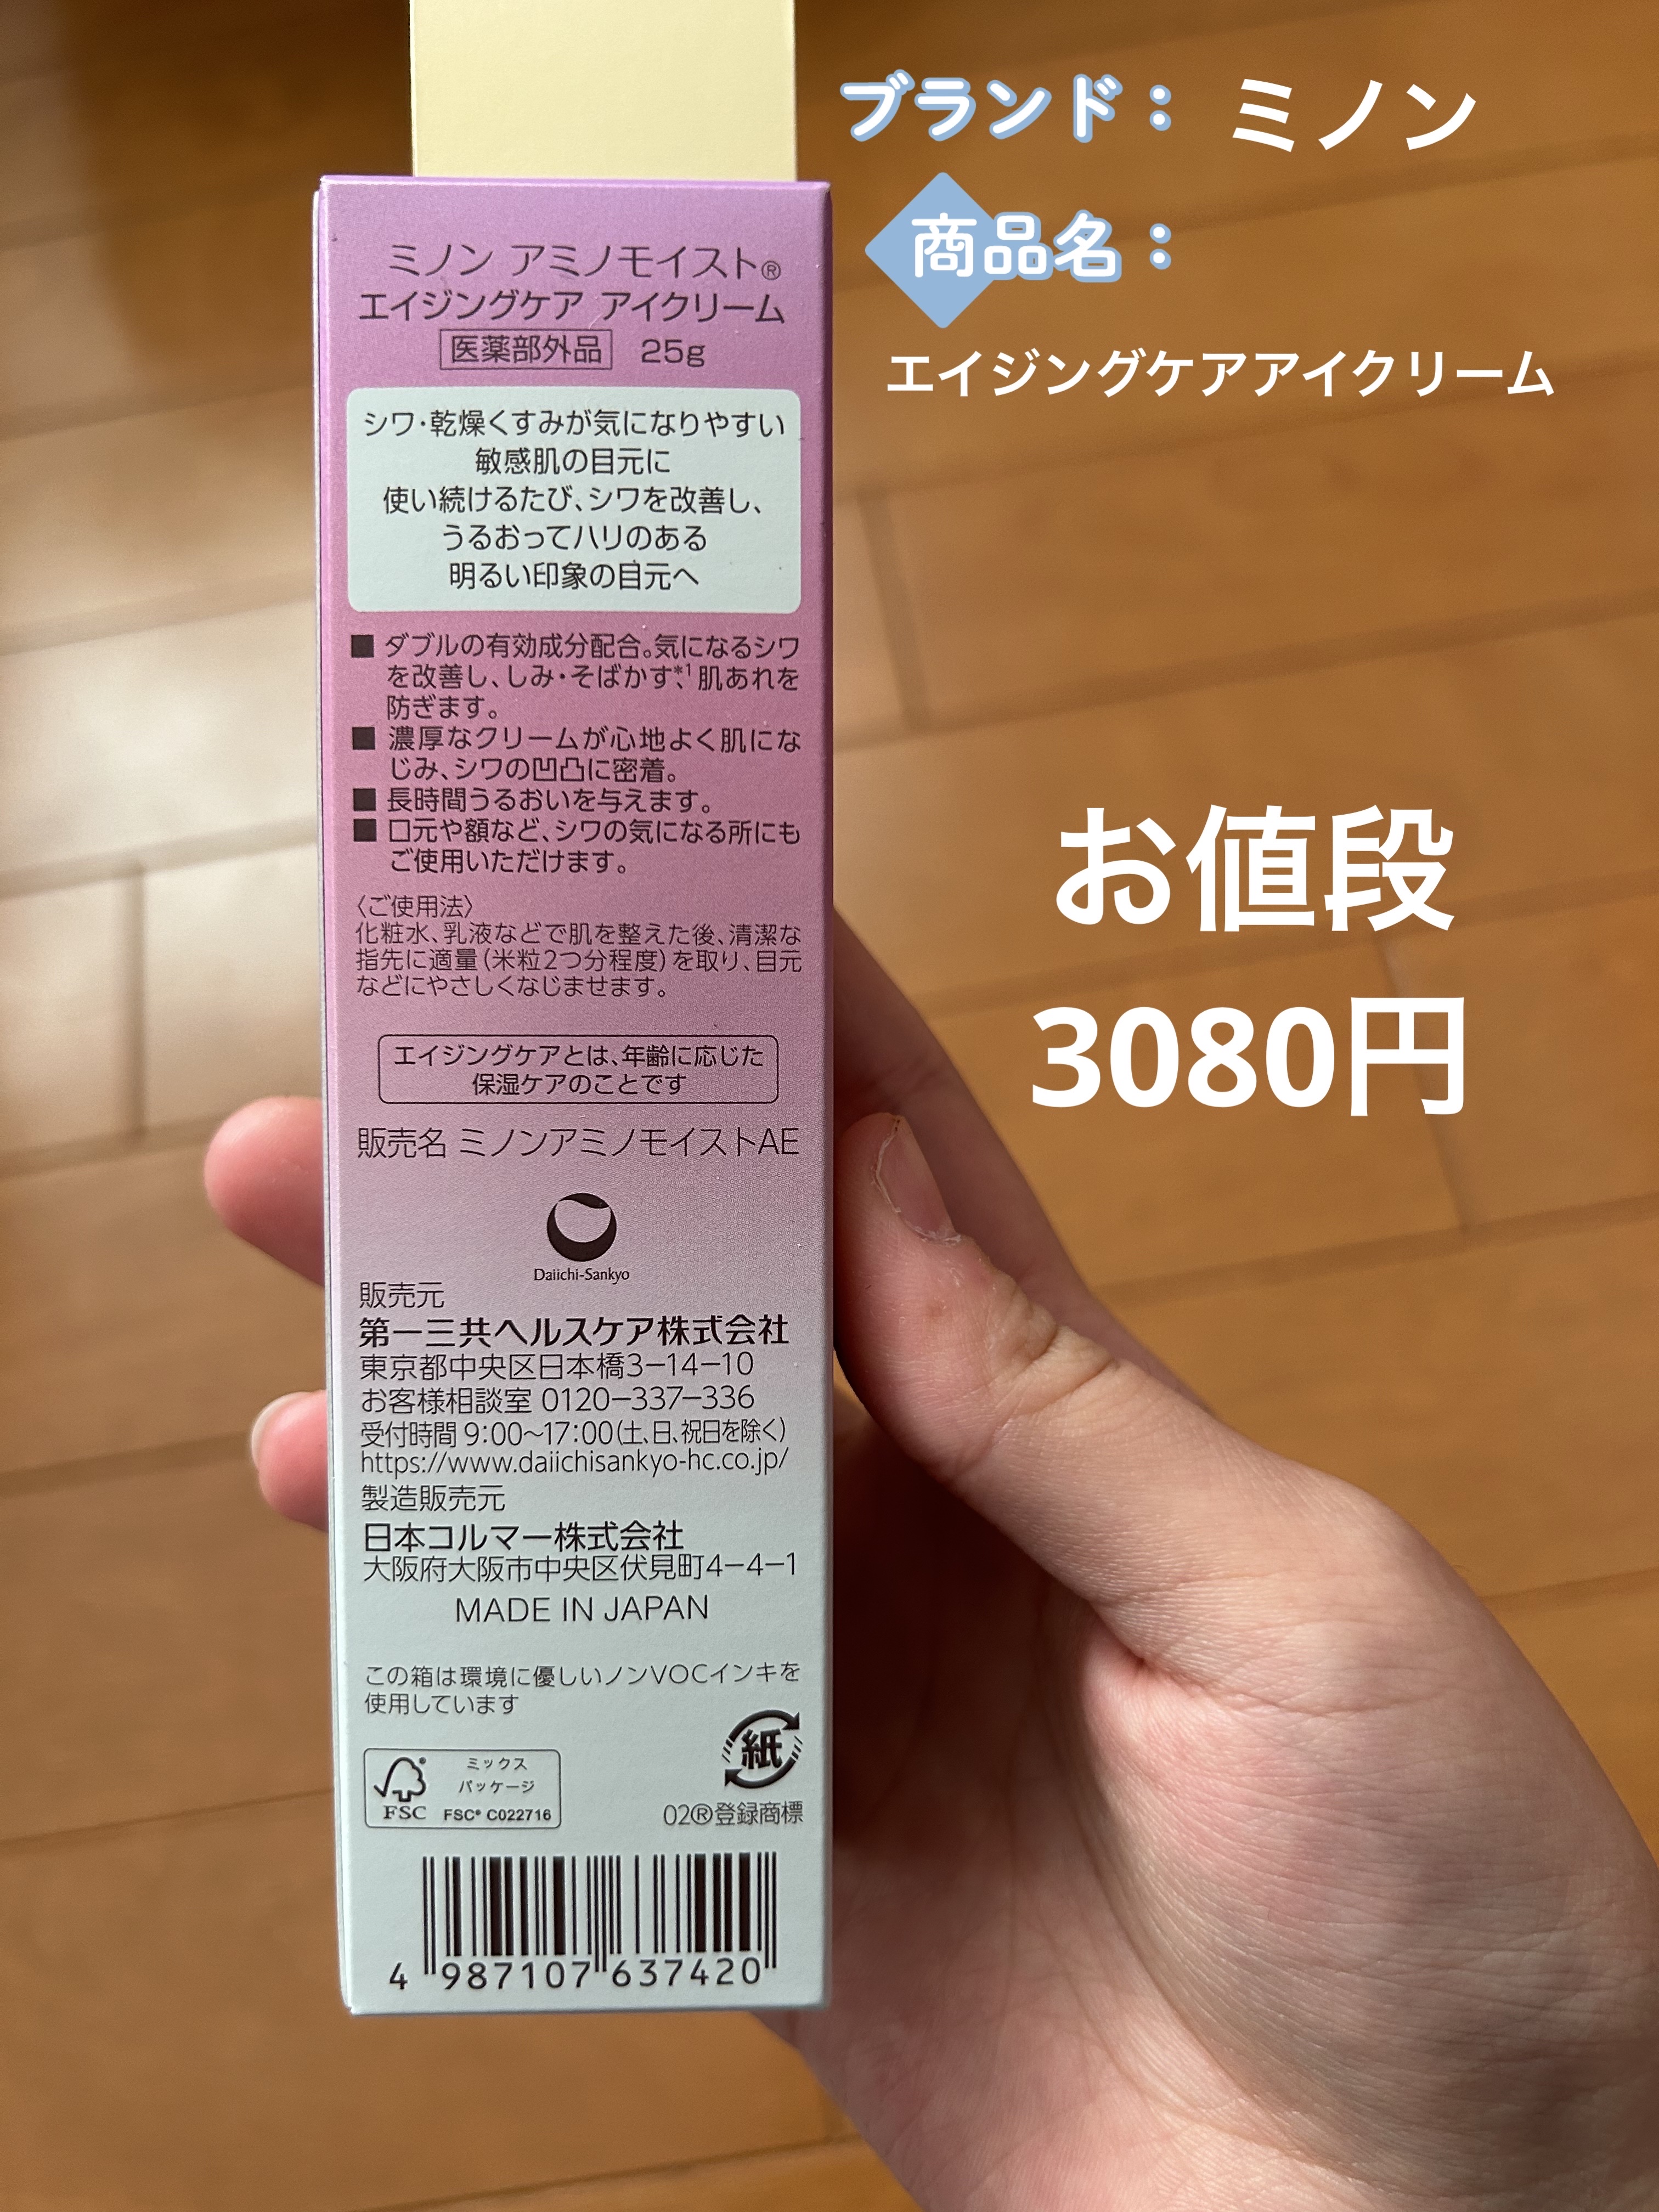 ブランド： ミノン
商品名：
エイジングケアアイクリーム
お値段
3080円
ミノン アミノモイスト®
エイジングケア アイクリーム
医薬部外品 25g
シワ・乾燥くすみが気になりやすい
敏感肌の目元に
使い続けるたび、シワを改善し、
うるおってハリのある
明るい印象の目元へ
■ ダブルの有効成分配合。気になるシワ
を改善し、しみ・そばかす*1、肌あれを
防ぎます。
■ 濃厚なクリームが心地よく肌にな
じみ、シワの凹凸に密着。
■ 長時間うるおいを与えます。
■ 口元や額など、シワの気になる所にも
ご使用いただけます。
〈ご使用法〉
化粧水、乳液などで肌を整えた後、清潔な
指先に適量(米粒2つ分程度)を取り、目元
などにやさしくなじませます。
エイジングケアとは、年齢に応じた
保湿ケアのことです
販売名 ミノンアミノモイストAE
Daiichi-Sankyo
販売元
第一三共ヘルスケア株式会社
東京都中央区日本橋3-14-10
お客様相談室 0120-337-336
受付時間 9:00〜17:00(土、日、祝日を除く)
https://www.daiichisankyo-hc.co.jp/
製造販売元
日本コルマー株式会社
大阪府大阪市中央区伏見町4-4-1
MADE IN JAPAN
この箱は環境に優しいノンVOCインキを
使用しています
紙
ミックス
パッケージ
FSC® C022716
FSC
02®登録商標
4 987107 637420